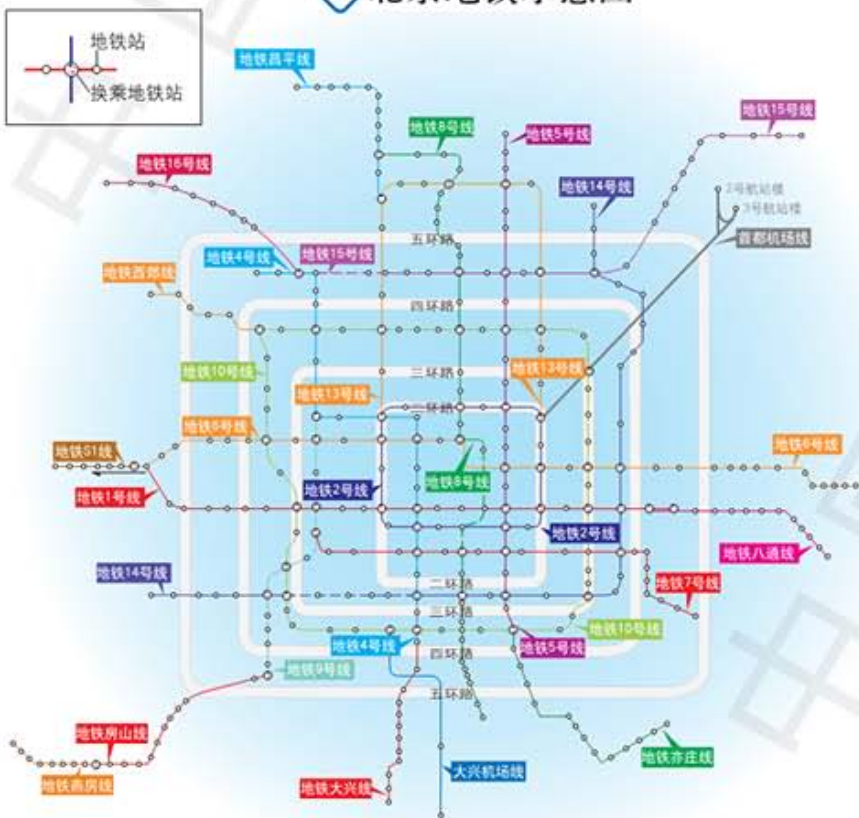 北京地铁示意图
地铁站
换乘地铁站
地铁昌平线
地铁8号线
地铁5号线
地铁15号线
地铁16号线
地铁14号线
2号航站楼
3号航站楼
首都机场线
五环路
地铁4号线
地铁15号线
地铁西郊线
四环路
地铁10号线
三环路
地铁13号线
地铁13号线
二环路
地铁6号线
地铁6号线
地铁S1线
地铁8号线
地铁2号线
地铁1号线
地铁2号线
地铁八通线
地铁14号线
二环路
地铁7号线
三环路
地铁10号线
地铁4号线
地铁5号线
四环路
地铁9号线
五环路
地铁房山线
地铁亦庄线
大兴机场线
地铁燕房线
地铁大兴线